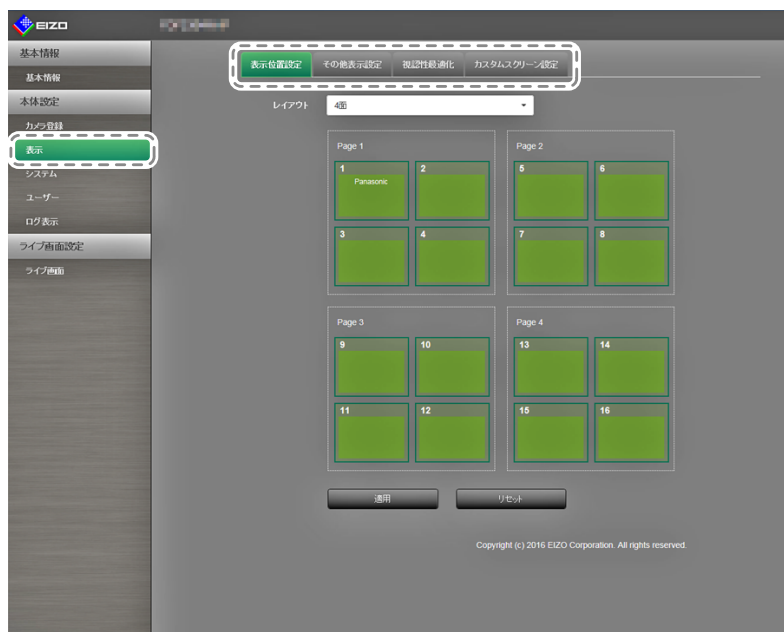 EIZO
基本情報
基本情報
本体設定
カメラ登録
表示
システム
ユーザー
ログ表示
ライブ画面設定
ライブ画面
表示位置設定 その他表示設定 視認性最適化 カスタムスクリーン設定
レイアウト 4面
Page 1 Page 2
1 2 5 6
Panasonic
3 4 7 8
Page 3 Page 4
9 10 13 14
11 12 15 16
適用 リセット
Copyright (c) 2016 EIZO Corporation. All rights reserved.